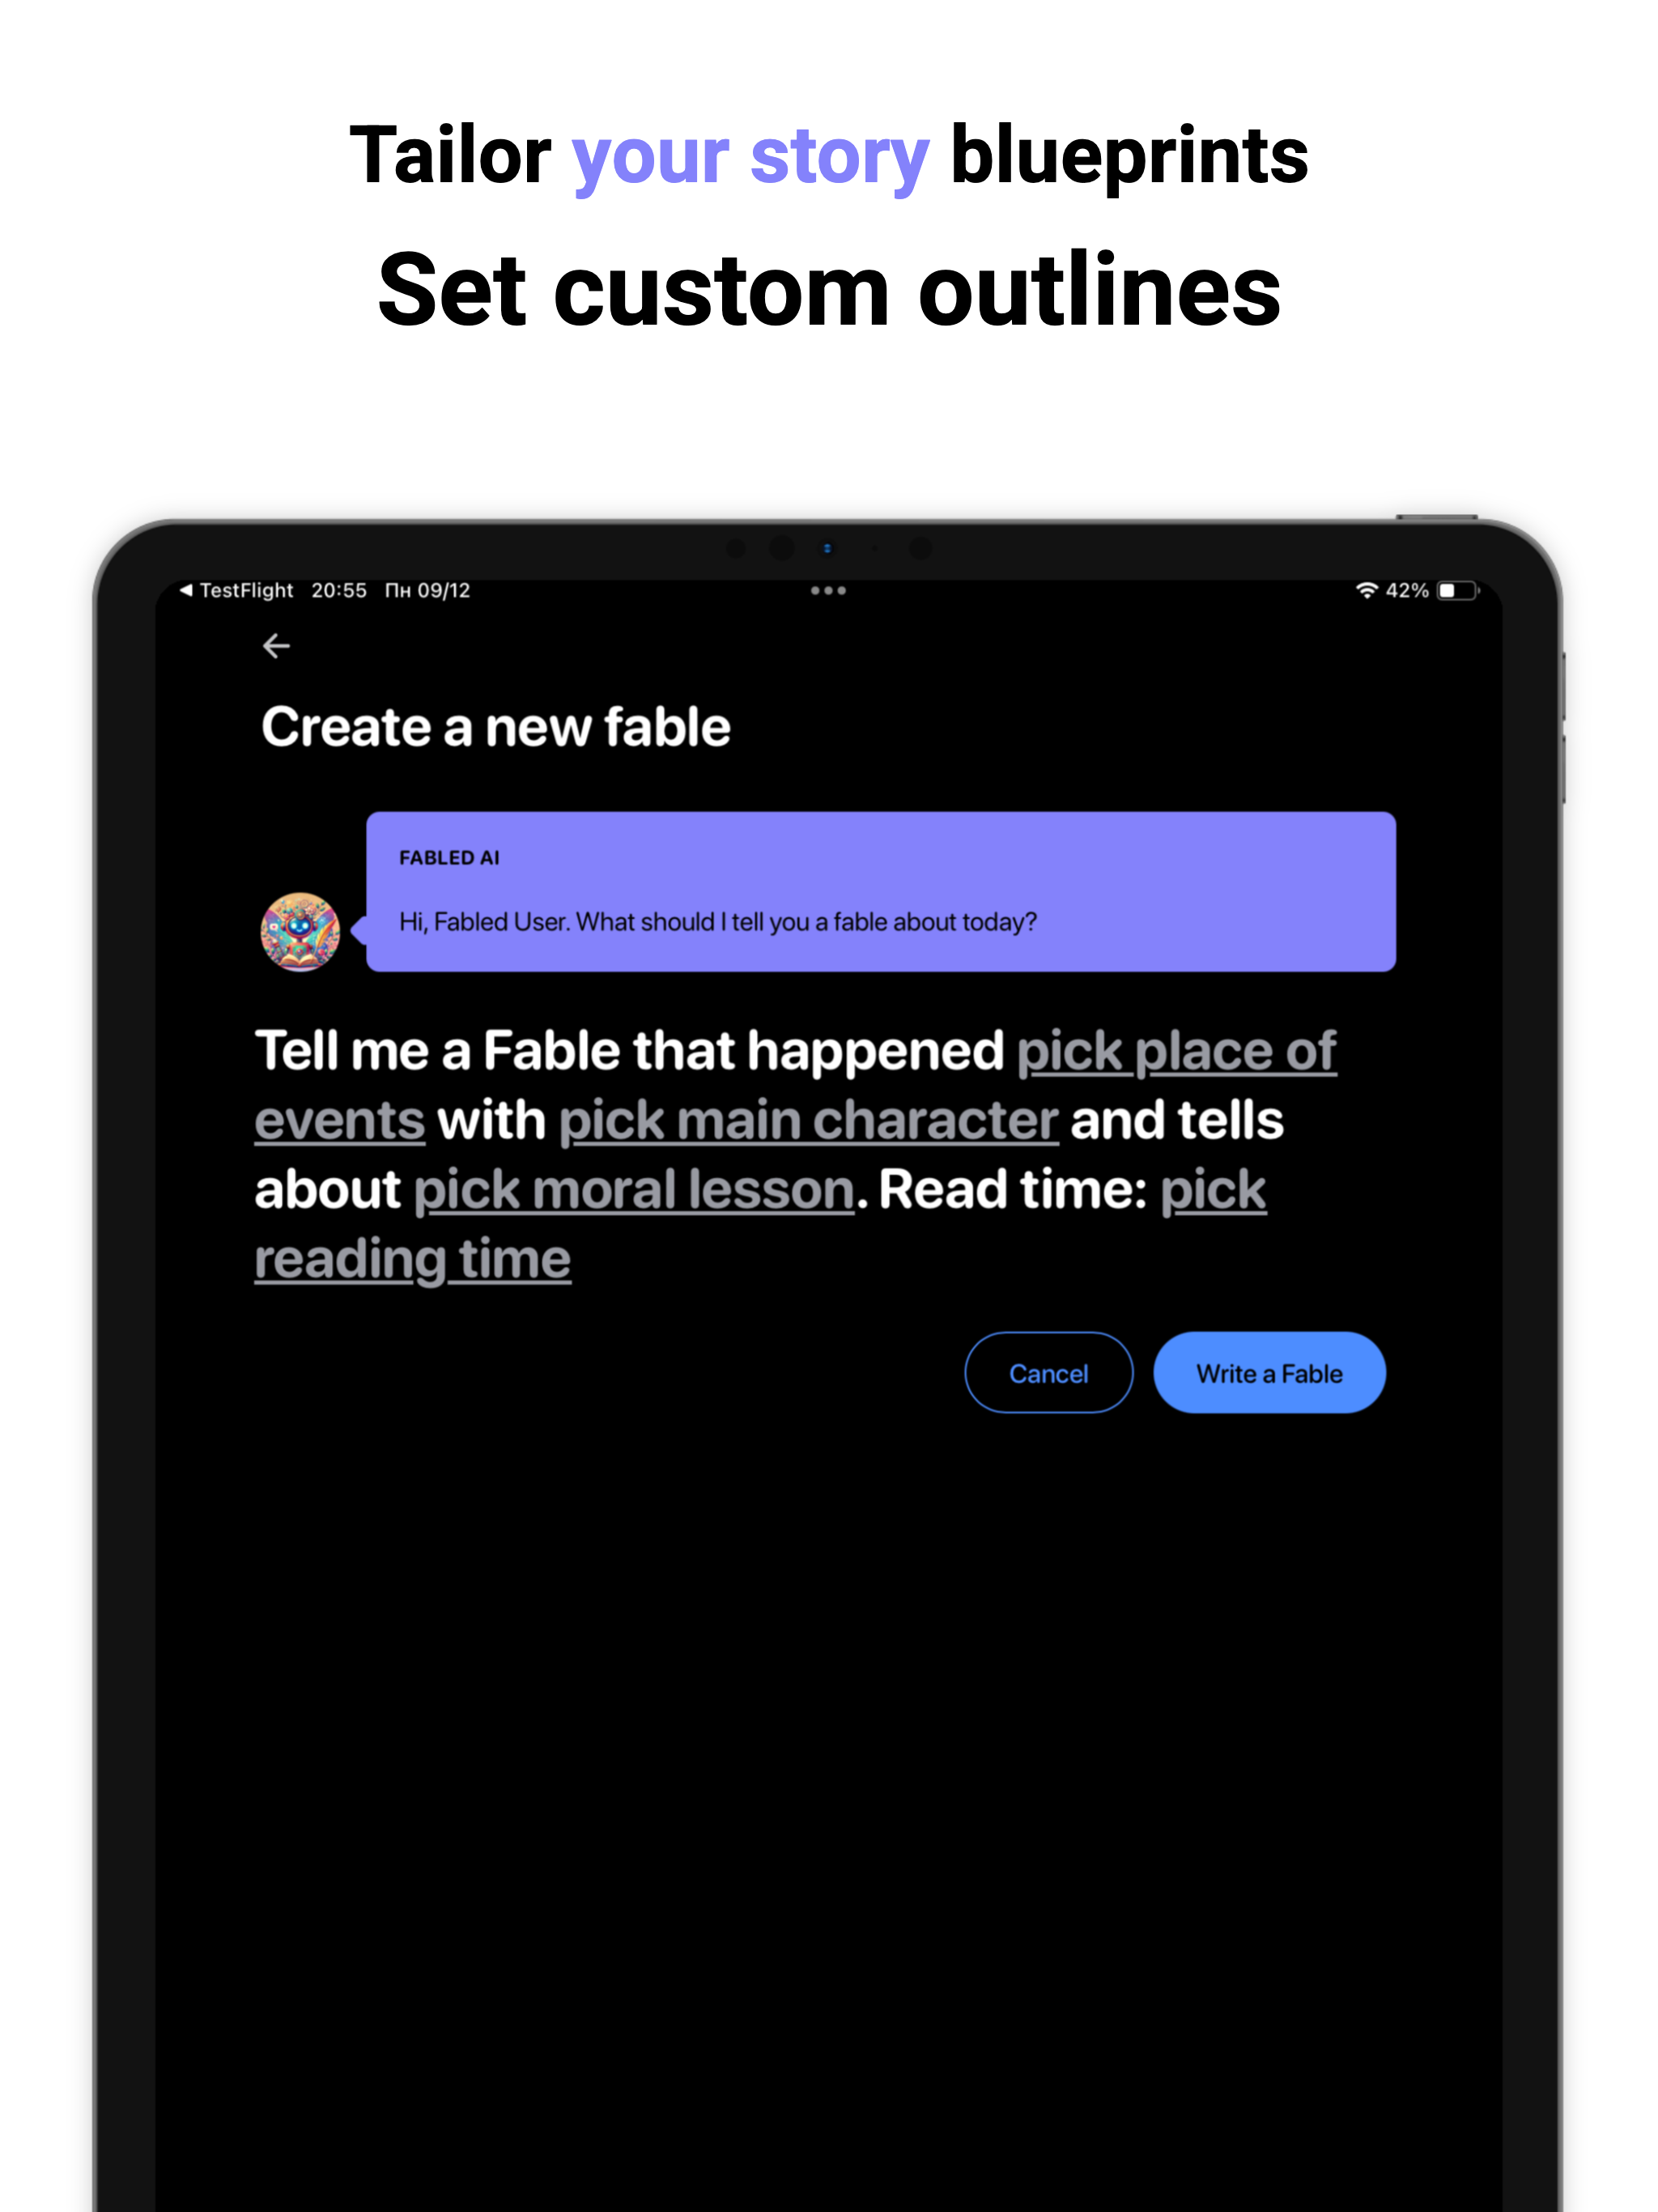 Tailor your story blueprints
Set custom outlines
◀ TestFlight 20:55 Пн 09/12 42%
Create a new fable
FABLED AI
Hi, Fabled User. What should I tell you a fable about today?
Tell me a Fable that happened pick place of
events with pick main character and tells
about pick moral lesson. Read time: pick
reading time
Cancel Write a Fable